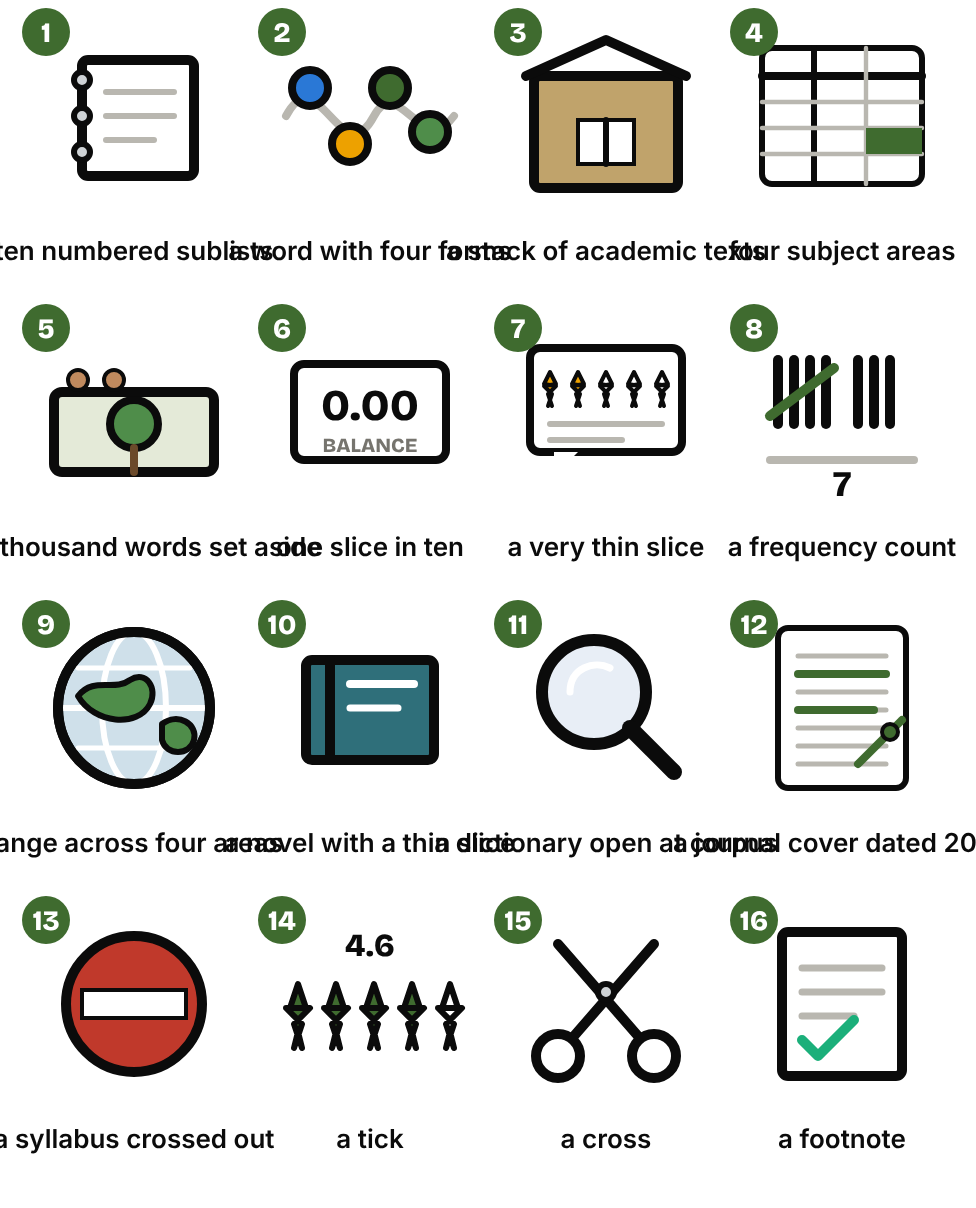 1
2
3
4
ten numbered sublists
a word with four forms
a stack of academic texts
four subject areas
5
6
7
8
0.00
BALANCE
7
thousand words set aside
one slice in ten
a very thin slice
a frequency count
9
10
11
12
ange across four areas
a novel with a thin slice
a dictionary open at corpus
a journal cover dated 20
13
14
15
16
4.6
a syllabus crossed out
a tick
a cross
a footnote